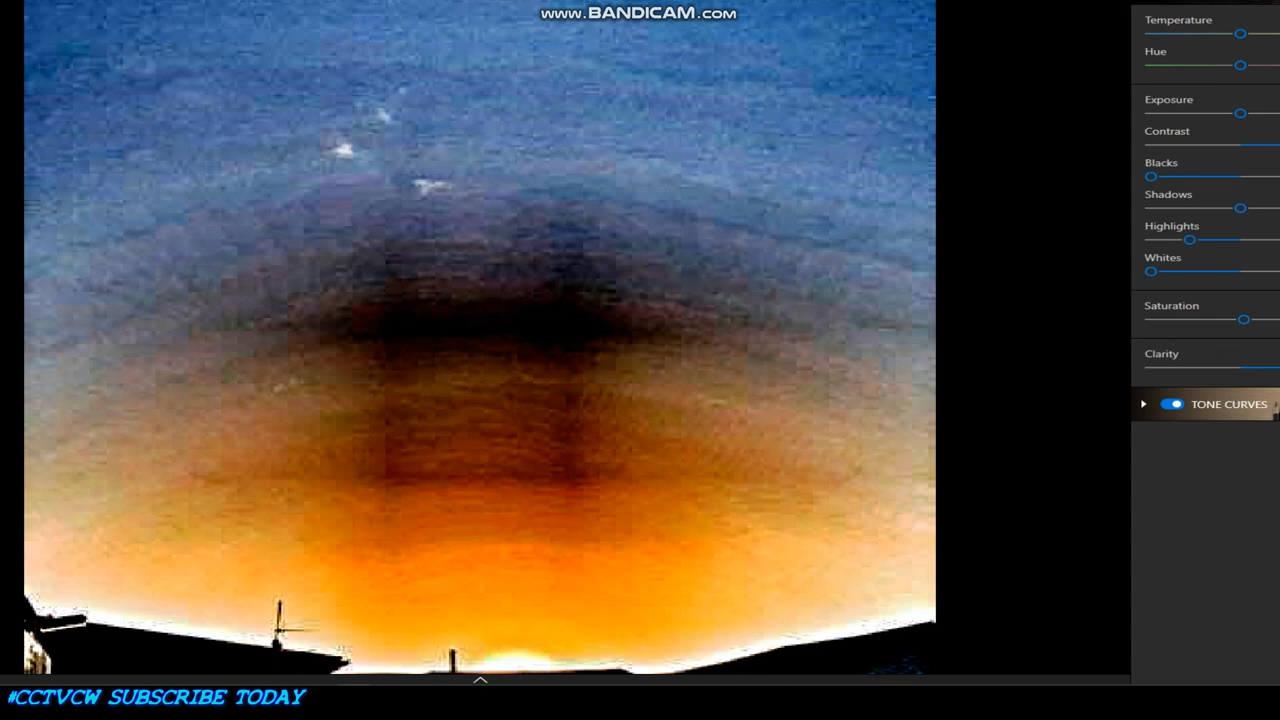 www.BANDICAM.com
Temperature
Hue
Exposure
Contrast
Blacks
Shadows
Highlights
Whites
Saturation
Clarity
TONE CURVES
#CCTVCW SUBSCRIBE TODAY